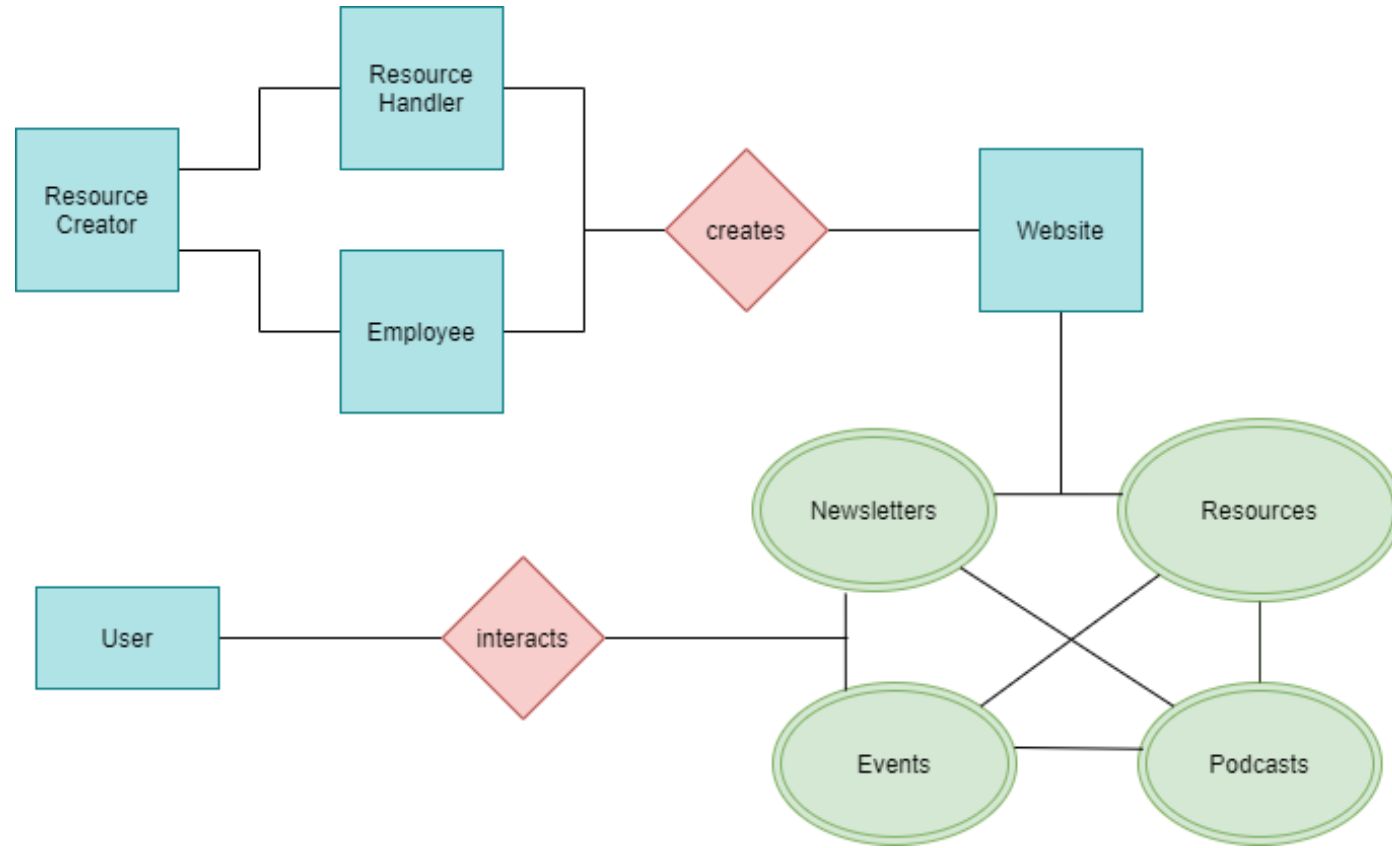 Resource
Handler
Resource
Creator
creates
Website
Employee
Newsletters
Resources
User
interacts
Events
Podcasts